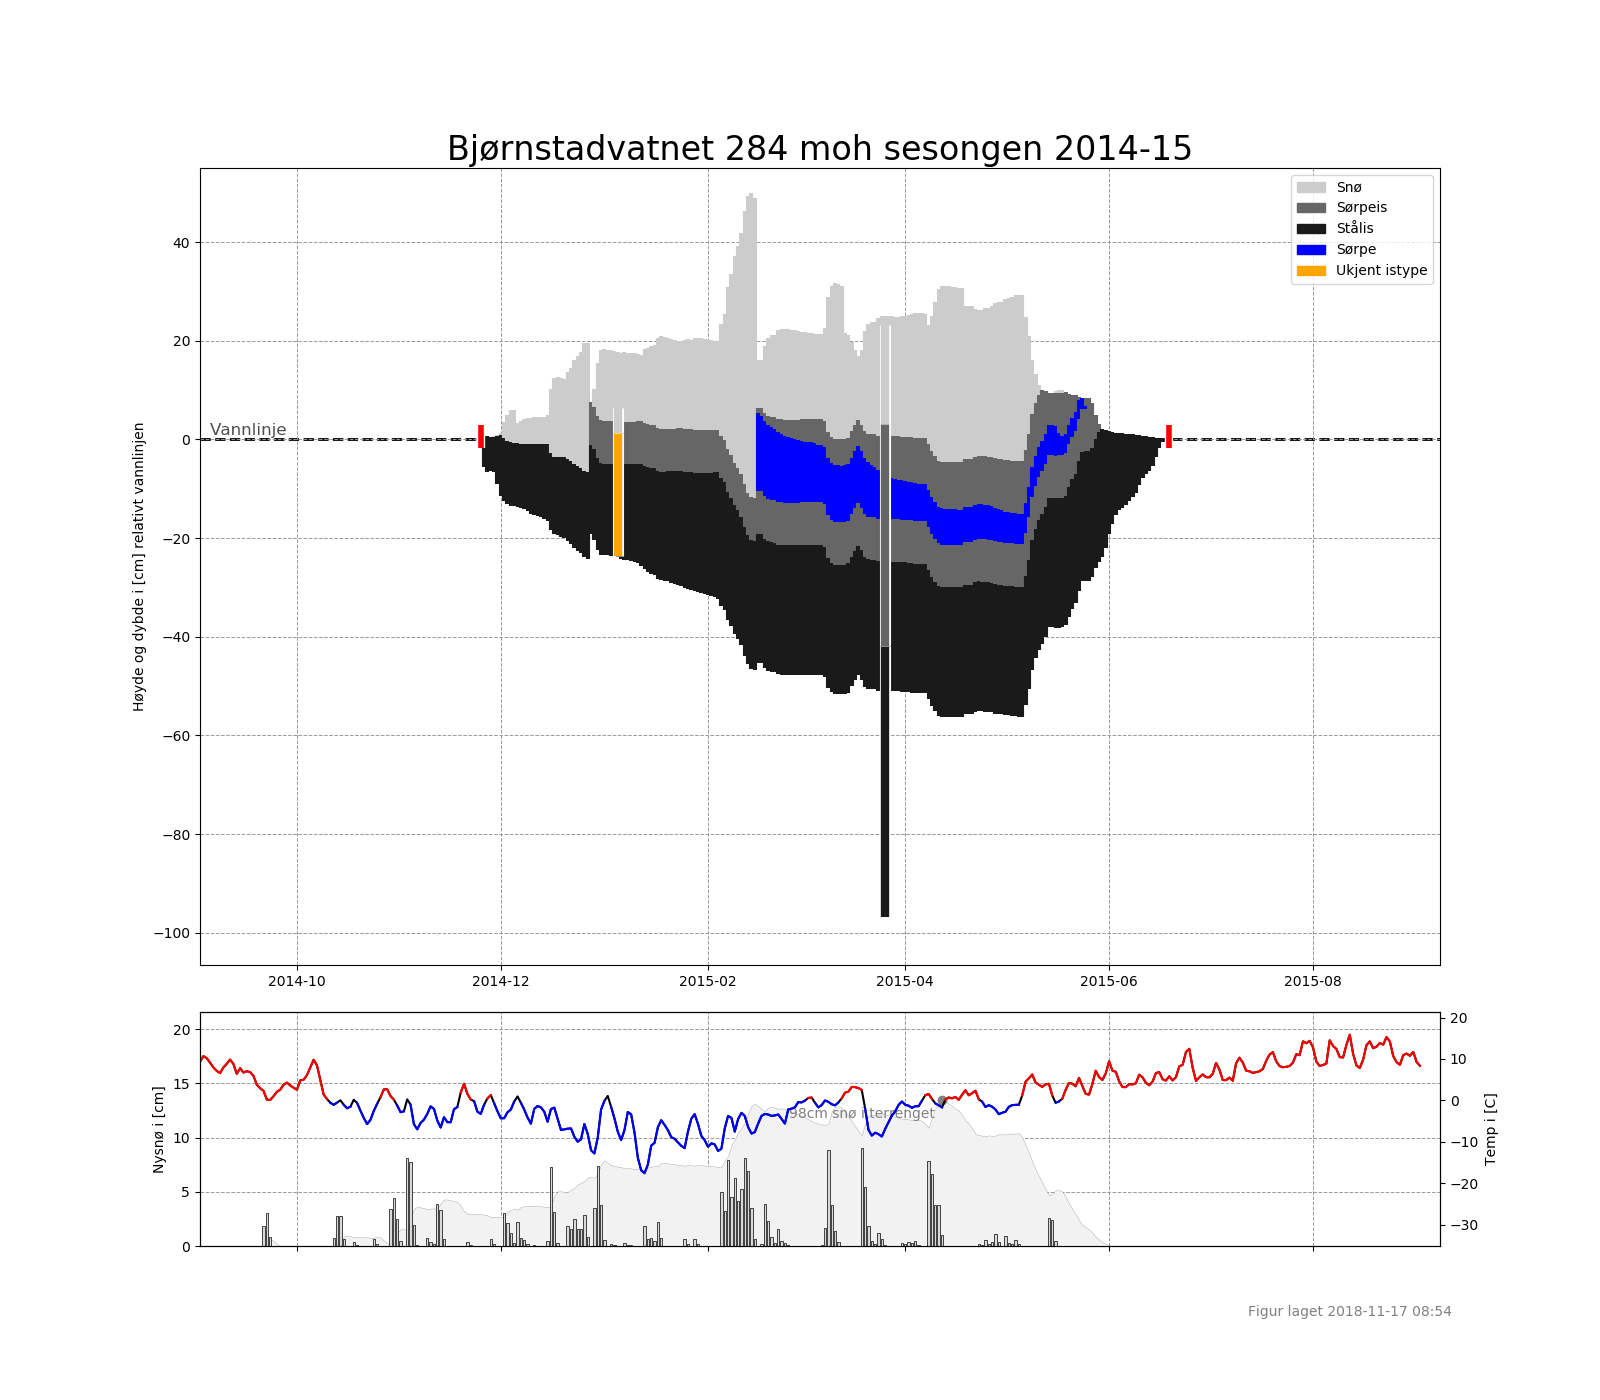 Bjørnstadvatnet 284 moh sesongen 2014-15
Snø
Sørpeis
Stålis
Sørpe
Ukjent istype
Vannlinje
Høyde og dybde i [cm] relativt vannlinjen
40
20
0
−20
−40
−60
−80
−100
2014-10
2014-12
2015-02
2015-04
2015-06
2015-08
Nysnø i [cm]
20
15
10
5
0
98cm snø i terrenget
20
10
0
−10
−20
−30
Temp i [C]
Figur laget 2018-11-17 08:54